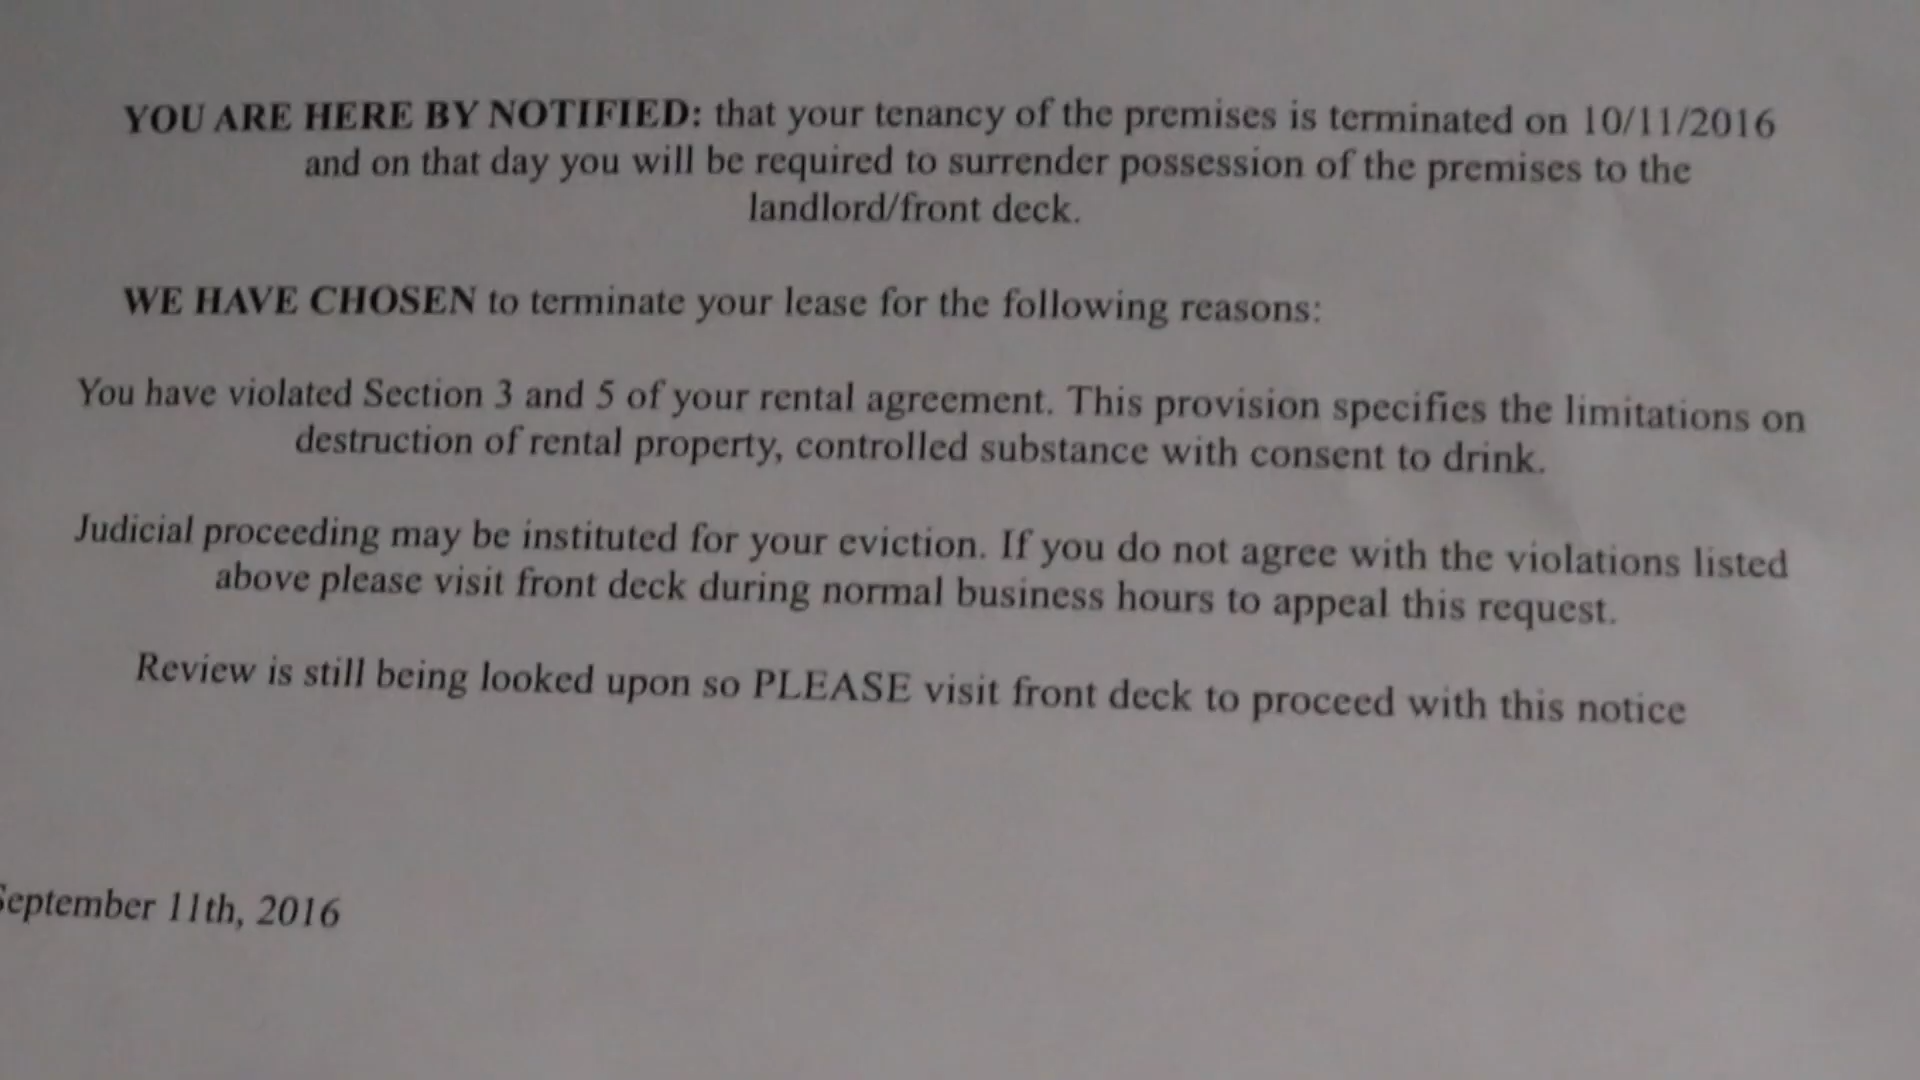 YOU ARE HERE BY NOTIFIED: that your tenancy of the premises is terminated on 10/11/2016
and on that day you will be required to surrender possession of the premises to the
landlord/front deck.
WE HAVE CHOSEN to terminate your lease for the following reasons:
You have violated Section 3 and 5 of your rental agreement. This provision specifies the limitations on
destruction of rental property, controlled substance with consent to drink.
Judicial proceeding may be instituted for your eviction. If you do not agree with the violations listed
above please visit front deck during normal business hours to appeal this request.
Review is still being looked upon so PLEASE visit front deck to proceed with this notice
September 11th, 2016